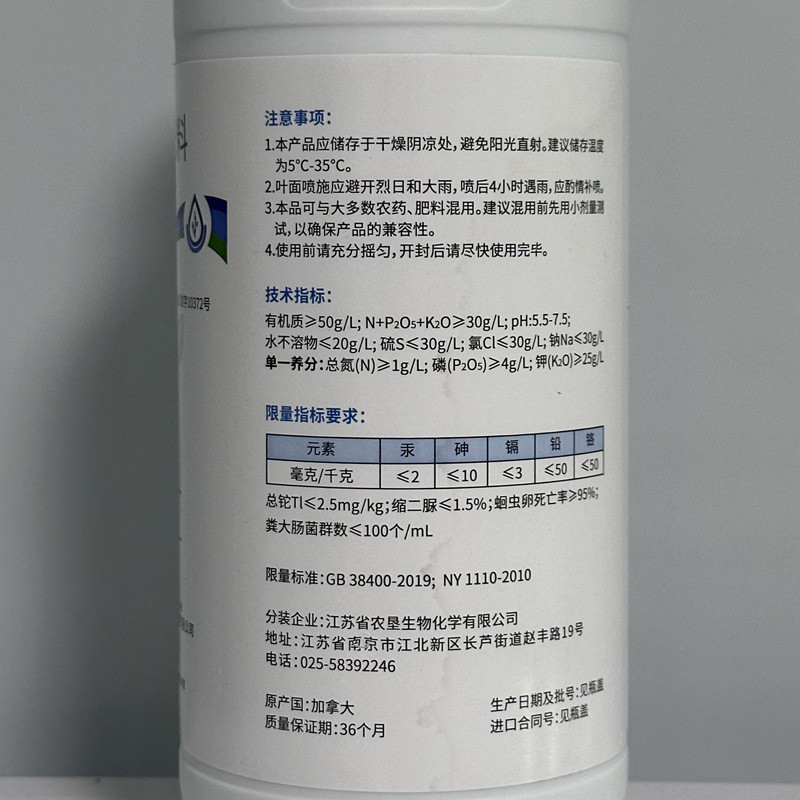 料
字10372号
注意事项：
1.本产品应储存于干燥阴凉处，避免阳光直射。建议储存温度
为5°C-35°C。
2.叶面喷施应避开烈日和大雨，喷后4小时遇雨，应酌情补喷。
3.本品可与大多数农药、肥料混用。建议混用前先用小剂量测
试，以确保产品的兼容性。
4.使用前请充分摇匀，开封后请尽快使用完毕。
技术指标：
有机质≥50g/L; N+P₂O₅+K₂O≥30g/L; pH:5.5-7.5;
水不溶物≤20g/L; 硫S≤30g/L; 氯Cl≤30g/L; 钠Na≤30g/L
单一养分：总氮(N)≥1g/L; 磷(P₂O₅)≥4g/L; 钾(K₂O)≥25g/L
限量指标要求：
元素 汞 砷 镉 铅 铬
毫克/千克 ≤2 ≤10 ≤3 ≤50 ≤50
总铊Tl≤2.5mg/kg；缩二脲≤1.5%；蛔虫卵死亡率≥95%；
粪大肠菌群数≤100个/mL
限量标准：GB 38400-2019; NY 1110-2010
分装企业：江苏省农垦生物化学有限公司
地址：江苏省南京市江北新区长芦街道赵丰路19号
电话：025-58392246
原产国：加拿大
质量保证期：36个月
生产日期及批号：见瓶盖
进口合同号：见瓶盖